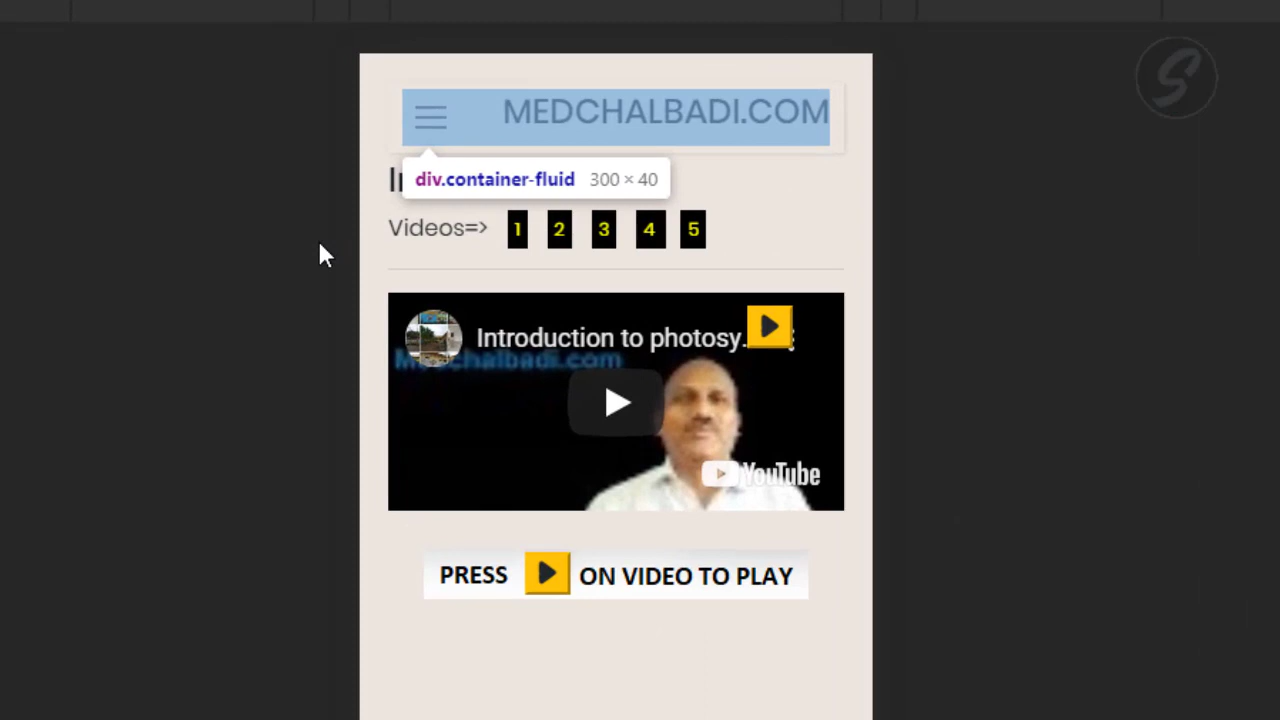 MEDCHALBADI.COM
div.container-fluid 300 × 40
Videos=> 1 2 3 4 5
Introduction to photosy.
Medchalbadi.com
YouTube
PRESS ON VIDEO TO PLAY